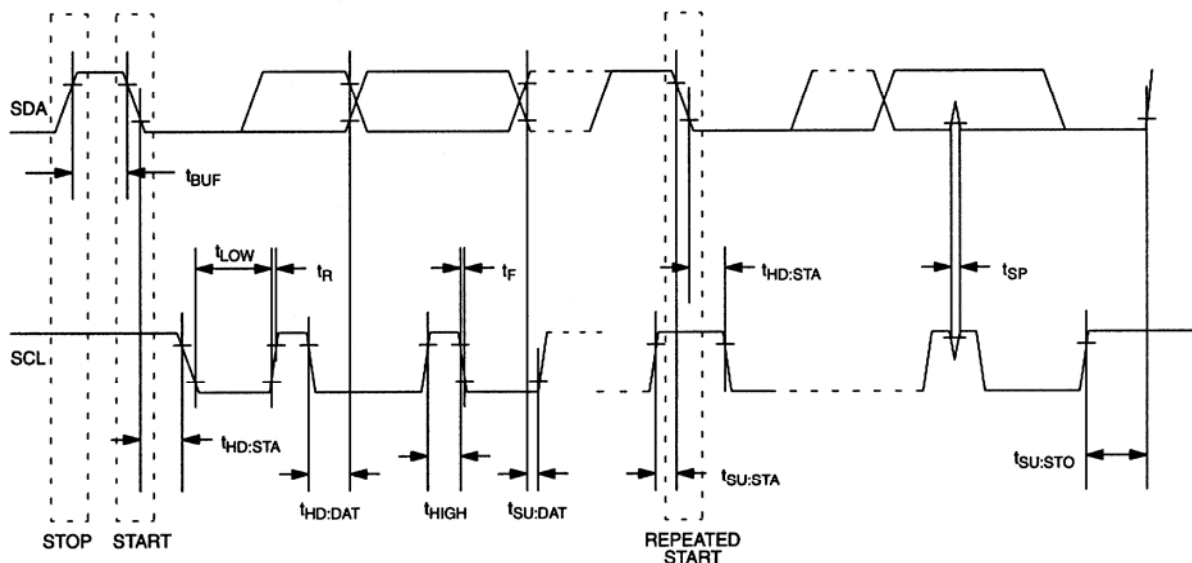 SDA
tBUF
tLOW
tR
tF
tHD:STA
tSP
SCL
tHD:STA
tSU:STA
tSU:STO
tHD:DAT
tHIGH
tSU:DAT
STOP
START
REPEATED
START